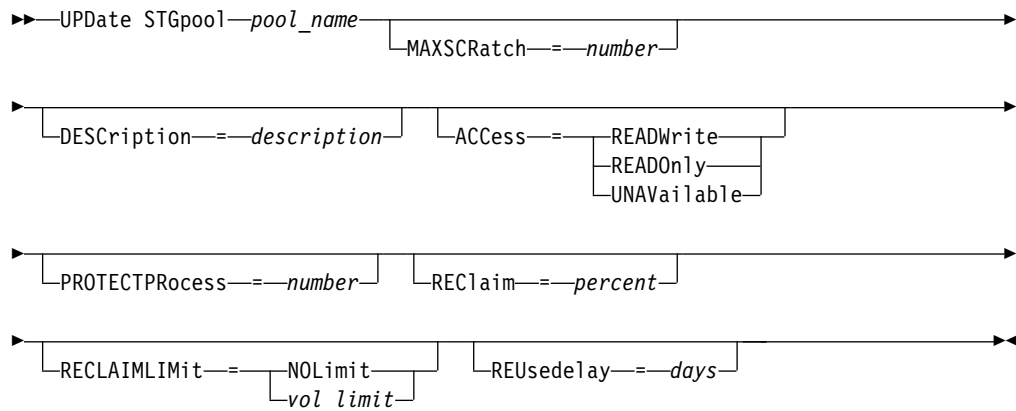 UPDate STGpool pool_name
MAXSCRatch = number
DESCription = description ACCess = READWrite
READOnly
UNAVailable
PROTECTPRocess = number REClaim = percent
RECLAIMLIMit = NOLimit REUsedelay = days
vol limit